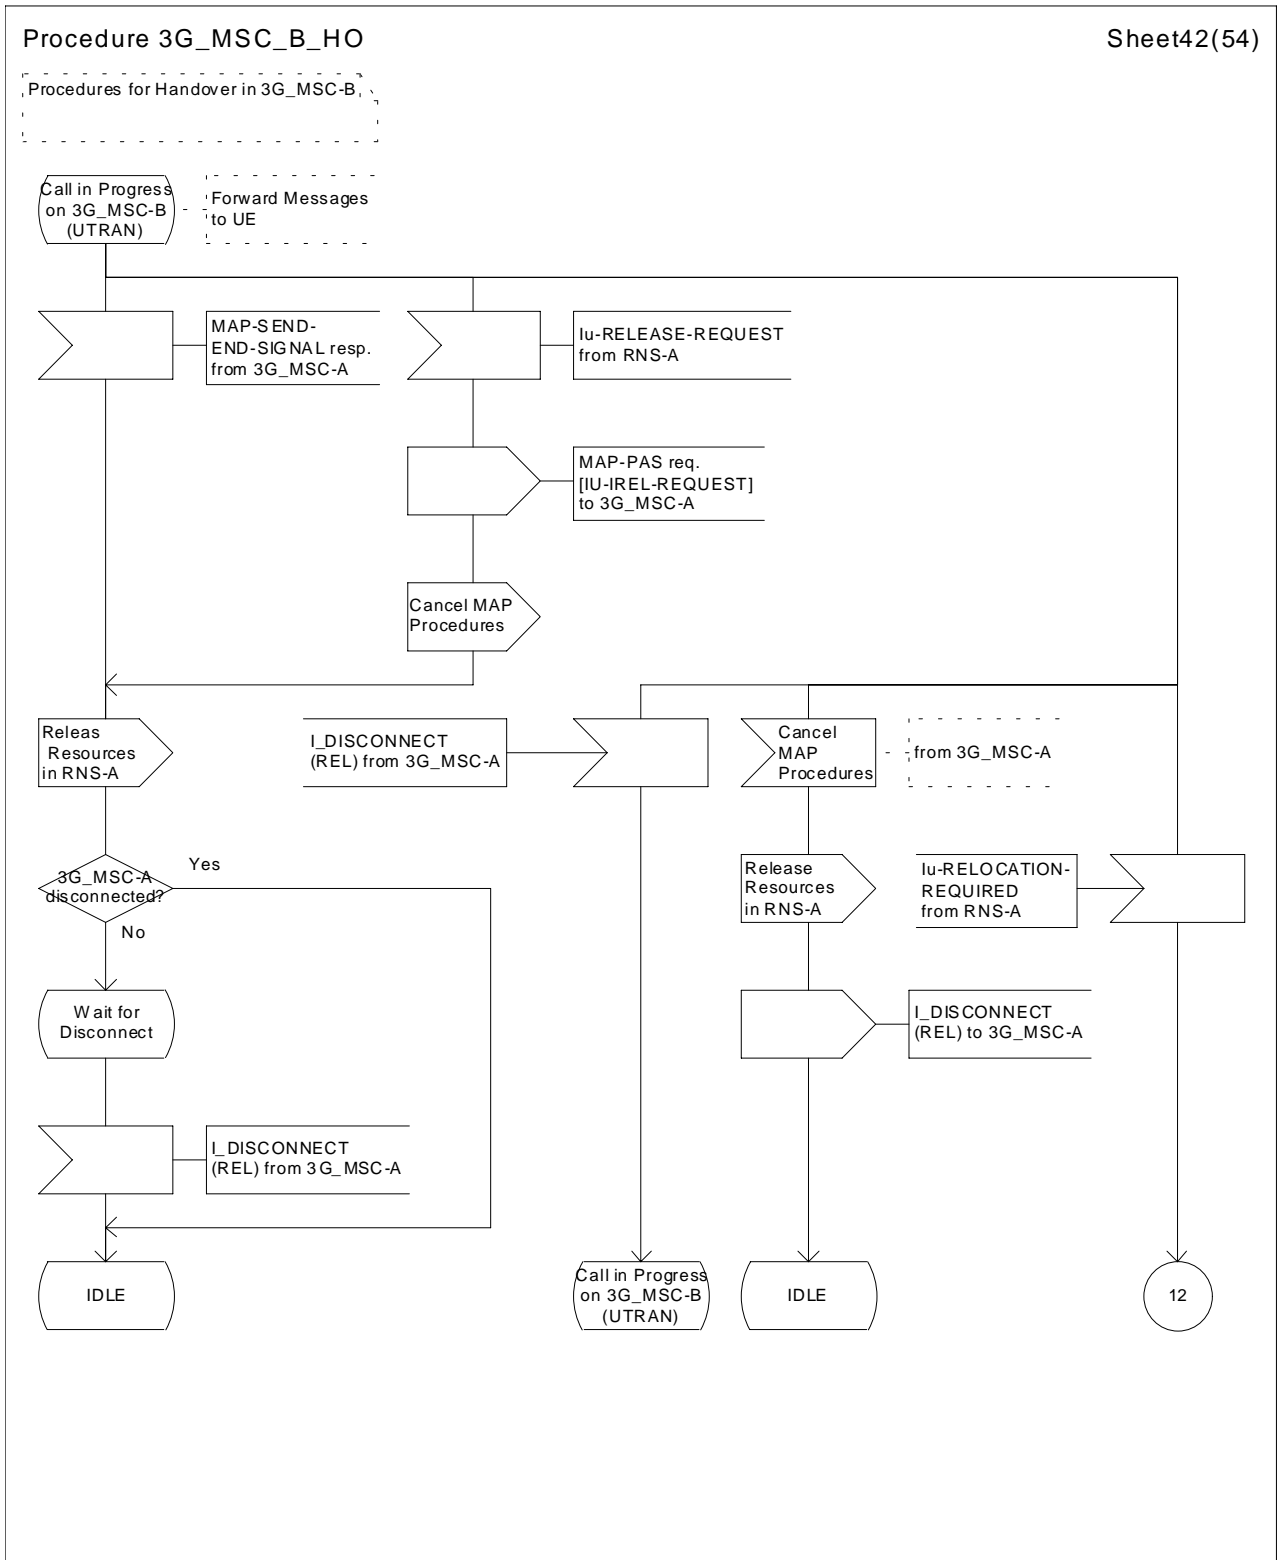 Procedure 3G_MSC_B_HO
Sheet42(54)
Procedures for Handover in 3G_MSC-B
Call in Progress
on 3G_MSC-B
(UTRAN)
Forward Messages
to UE
MAP-SEND-
END-SIGNAL resp.
from 3G_MSC-A
Iu-RELEASE-REQUEST
from RNS-A
MAP-PAS req.
[IU-IREL-REQUEST]
to 3G_MSC-A
Cancel MAP
Procedures
Releas
Resources
in RNS-A
I_DISCONNECT
(REL) from 3G_MSC-A
Cancel
MAP
Procedures
from 3G_MSC-A
3G_MSC-A
disconnected?
Yes
No
Release
Resources
in RNS-A
Iu-RELOCATION-
REQUIRED
from RNS-A
Wait for
Disconnect
I_DISCONNECT
(REL) to 3G_MSC-A
I_DISCONNECT
(REL) from 3G_MSC-A
IDLE
Call in Progress
on 3G_MSC-B
(UTRAN)
IDLE
12